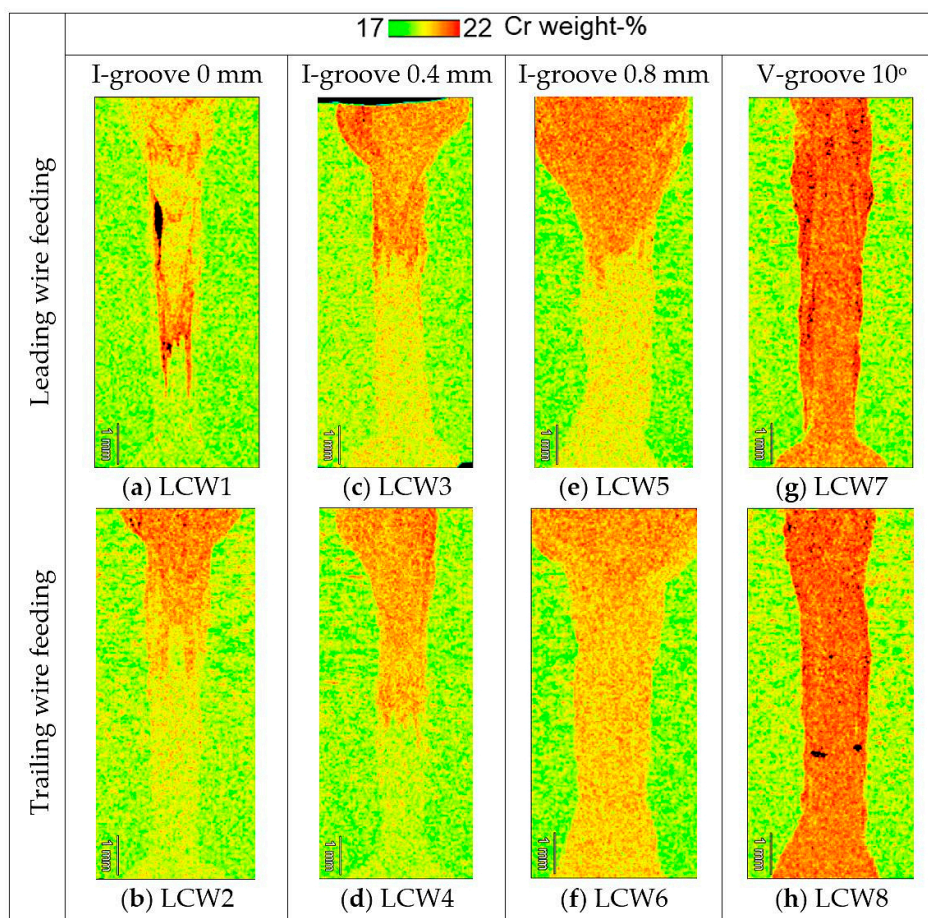 17 22 Cr weight-%
I-groove 0 mm I-groove 0.4 mm I-groove 0.8 mm V-groove 10º
Leading wire feeding
1 mm 1 mm 1 mm 1 mm
(a) LCW1 (c) LCW3 (e) LCW5 (g) LCW7
Trailing wire feeding
1 mm 1 mm 1 mm 1 mm
(b) LCW2 (d) LCW4 (f) LCW6 (h) LCW8